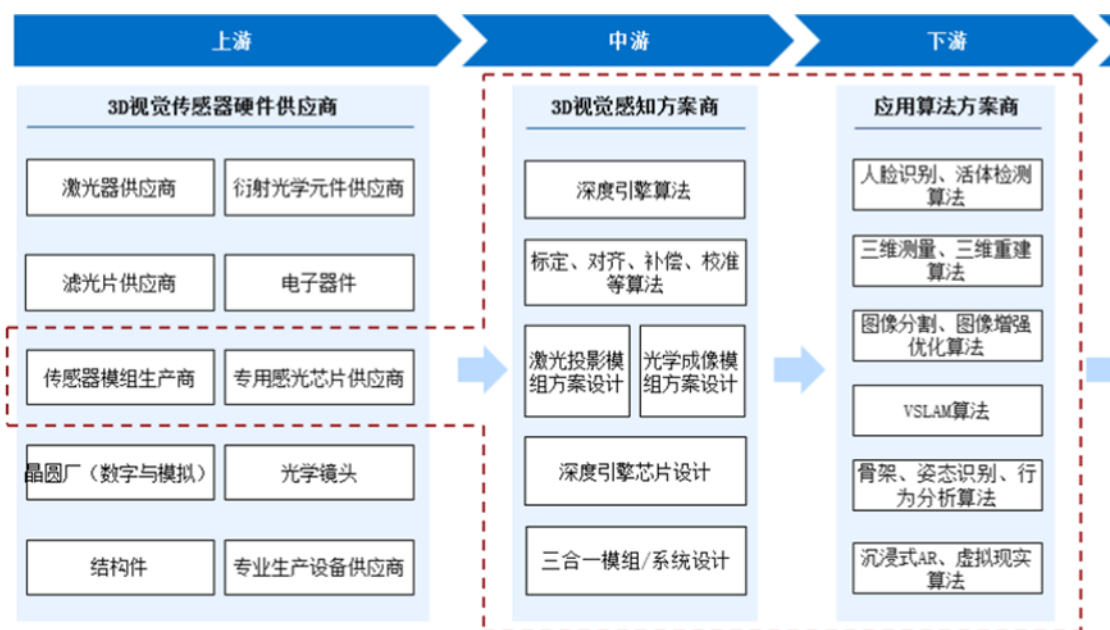 上游
中游
下游
3D视觉传感器硬件供应商
激光器供应商
衍射光学元件供应商
滤光片供应商
电子器件
传感器模组生产商
专用感光芯片供应商
晶圆厂（数字与模拟）
光学镜头
结构件
专业生产设备供应商
3D视觉感知方案商
深度引擎算法
标定、对齐、补偿、校准
等算法
激光投影模
组方案设计
光学成像模
组方案设计
深度引擎芯片设计
三合一模组/系统设计
应用算法方案商
人脸识别、活体检测
算法
三维测量、三维重建
算法
图像分割、图像增强
优化算法
VSLAM算法
骨架、姿态识别、行
为分析算法
沉浸式AR、虚拟现实
算法